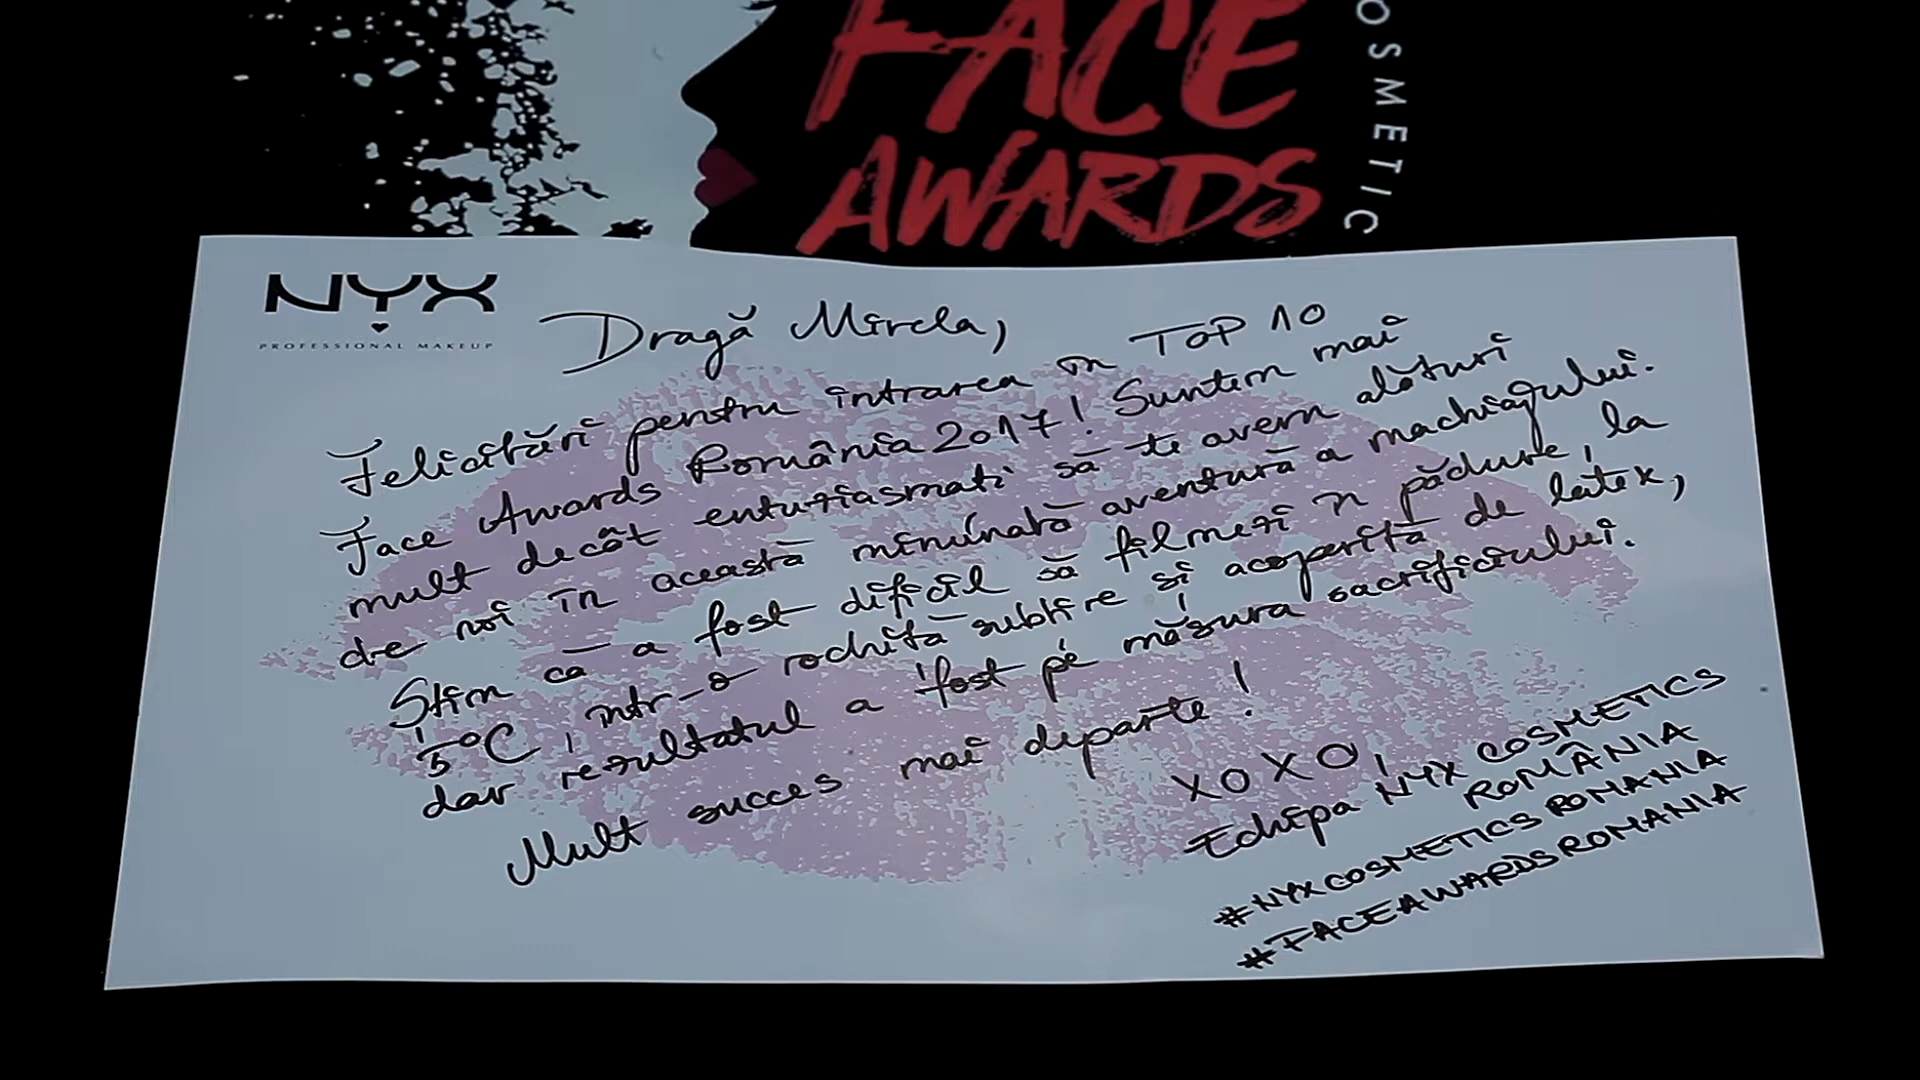 FACE
AWARDS
OSMETIC
NYX
PROFESSIONAL MAKEUP
Dragă Mirela,
Felicitări pentru intrarea în TOP 10
Face Awards România 2017! Suntem mai
mult decât entuziasmați să te avem alături
de noi în această minunată aventură a machiajului.
Știm că a fost dificil să filmezi în pădure, la
5°C, intr-o rochiță subțire și acoperită de latex,
dar rezultatul a fost pe măsura sacrificiului.
Mult succes mai departe!
XOXO,
Echipa NYX COSMETICS
ROMÂNIA
#NYXCOSMETICSROMANIA
#FACEAWARDSROMANIA